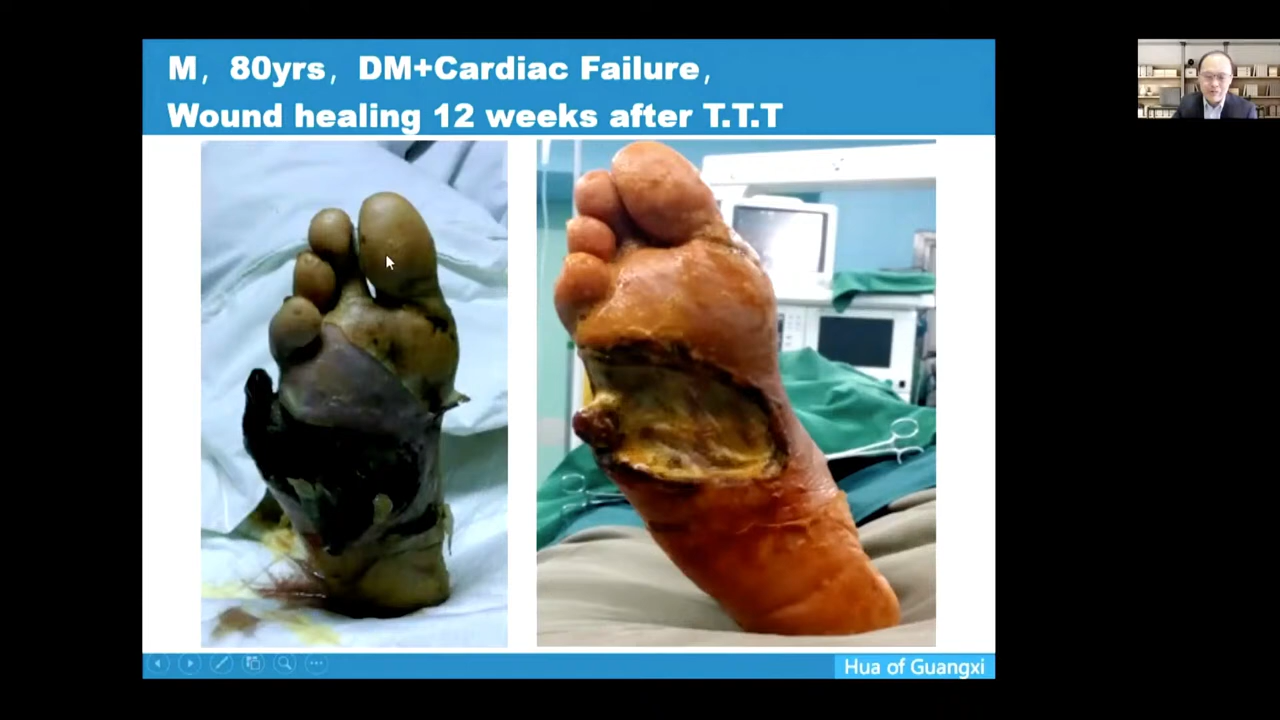 M, 80yrs, DM+Cardiac Failure,
Wound healing 12 weeks after T.T.T
Hua of Guangxi